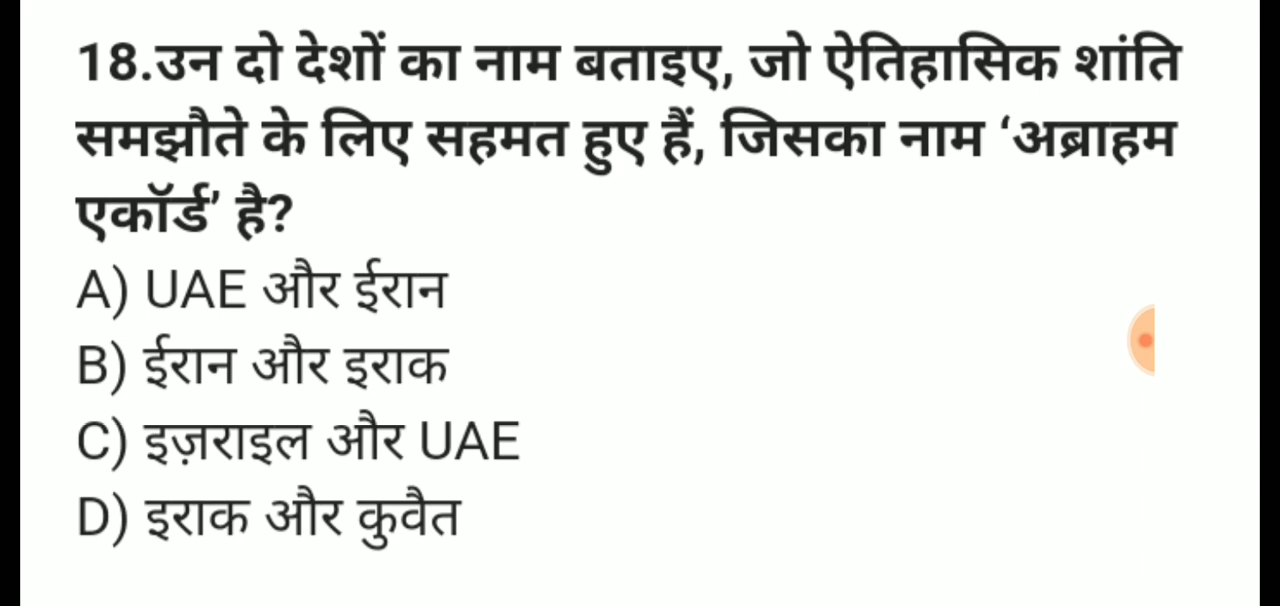 18.उन दो देशों का नाम बताइए, जो ऐतिहासिक शांति
समझौते के लिए सहमत हुए हैं, जिसका नाम ‘अब्राहम
एकॉर्ड’ है?
A) UAE और ईरान
B) ईरान और इराक
C) इज़राइल और UAE
D) इराक और कुवैत